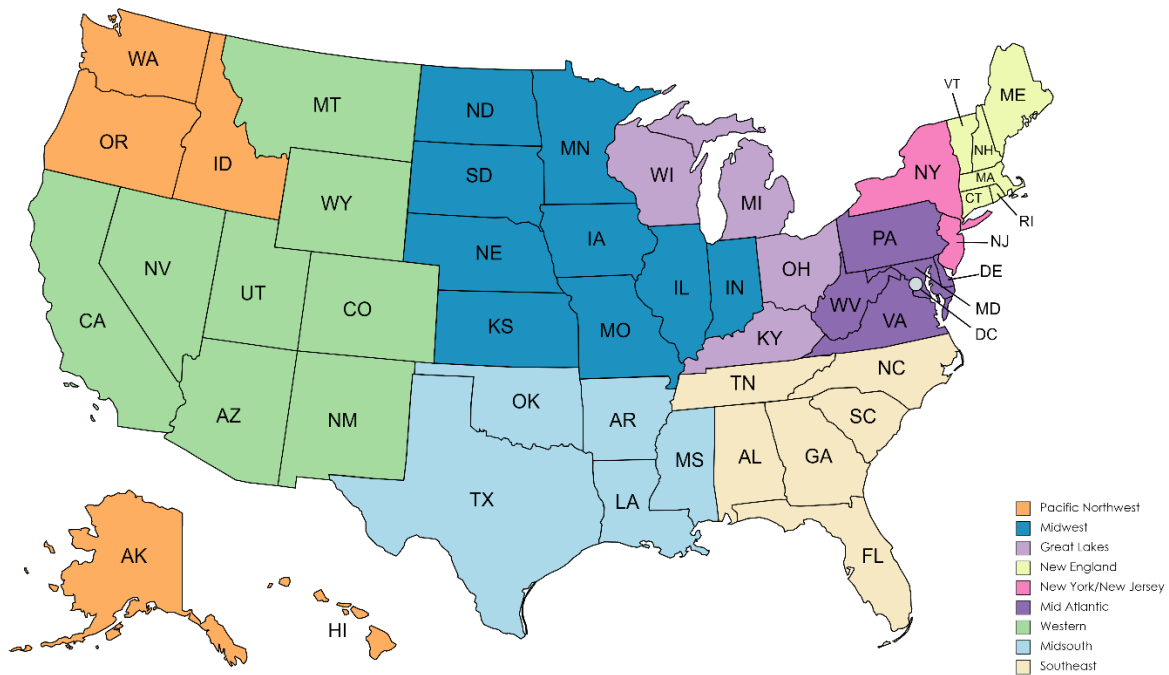 WA
MT
ND
MN
VT
ME
OR
ID
SD
WI
MI
NY
NH
MA
CT
RI
WY
NE
IA
PA
NJ
NV
UT
CO
IL
IN
OH
DE
CA
KS
MO
WV
VA
MD
KY
DC
AZ
NM
OK
AR
TN
NC
SC
MS
AL
GA
TX
LA
FL
AK
HI
Pacific Northwest
Midwest
Great Lakes
New England
New York/New Jersey
Mid Atlantic
Western
Midsouth
Southeast